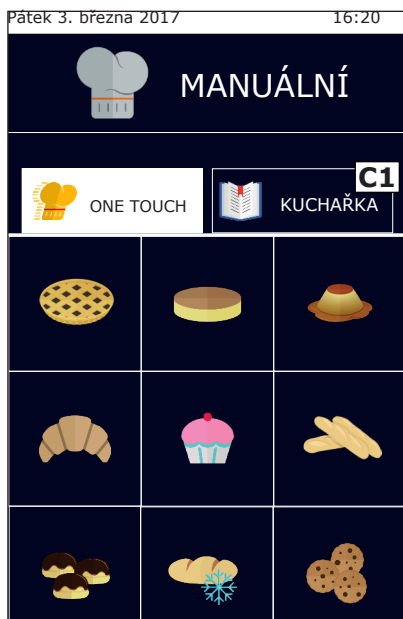 Pátek 3. března 2017 16:20
MANUÁLNÍ
C1
ONE TOUCH KUCHAŘKA